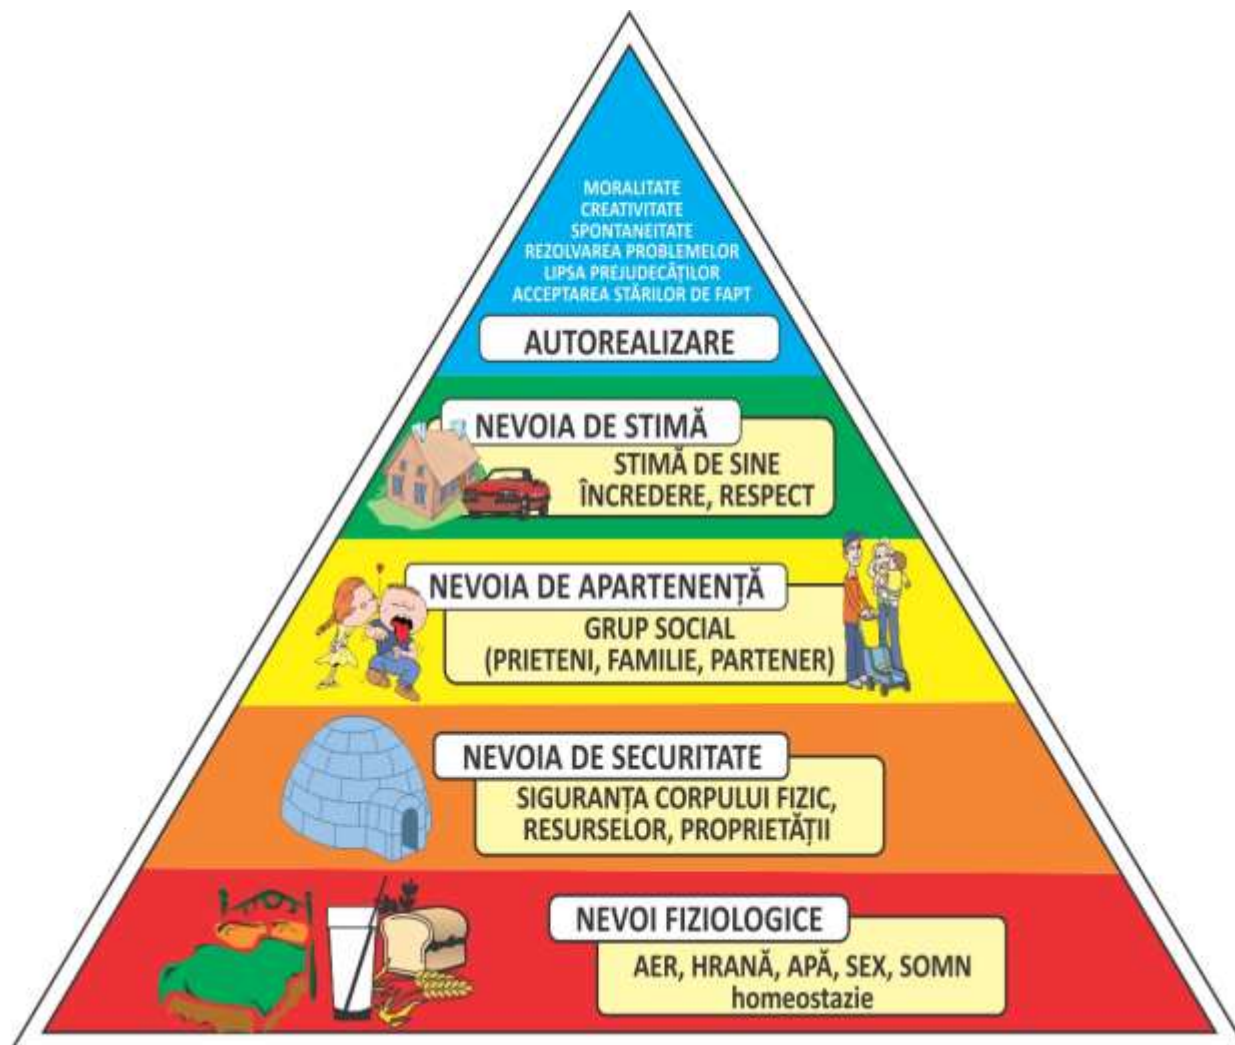 MORALITATE
CREATIVITATE
SPONTANEITATE
REZOLVAREA PROBLEMELOR
LIPSA PREJUDECĂȚILOR
ACCEPTAREA STĂRILOR DE FAPT
AUTOREALIZARE
NEVOIA DE STIMĂ
STIMĂ DE SINE
ÎNCREDERE, RESPECT
NEVOIA DE APARTENENȚĂ
GRUP SOCIAL
(PRIETENI, FAMILIE, PARTENER)
NEVOIA DE SECURITATE
SIGURANȚA CORPULUI FIZIC,
RESURSELOR, PROPRIETĂȚII
NEVOI FIZIOLOGICE
AER, HRANĂ, APĂ, SEX, SOMN
homeostazie